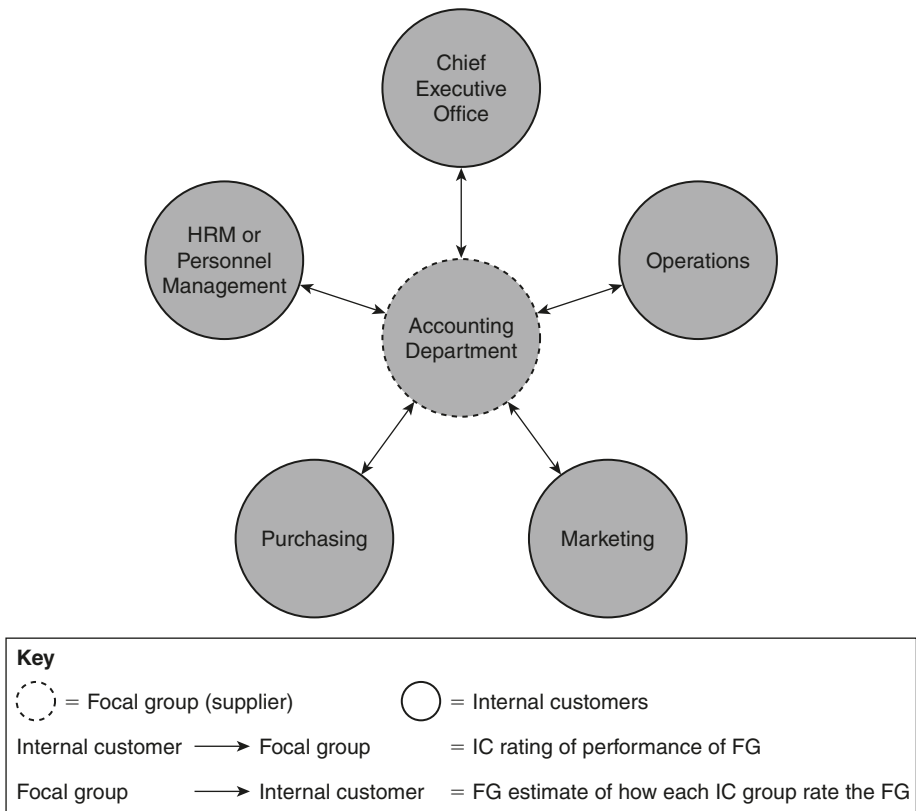 Chief
Executive
Office
HRM or
Personnel
Management
Operations
Accounting
Department
Purchasing
Marketing
Key
= Focal group (supplier)
= Internal customers
Internal customer → Focal group = IC rating of performance of FG
Focal group → Internal customer = FG estimate of how each IC group rate the FG